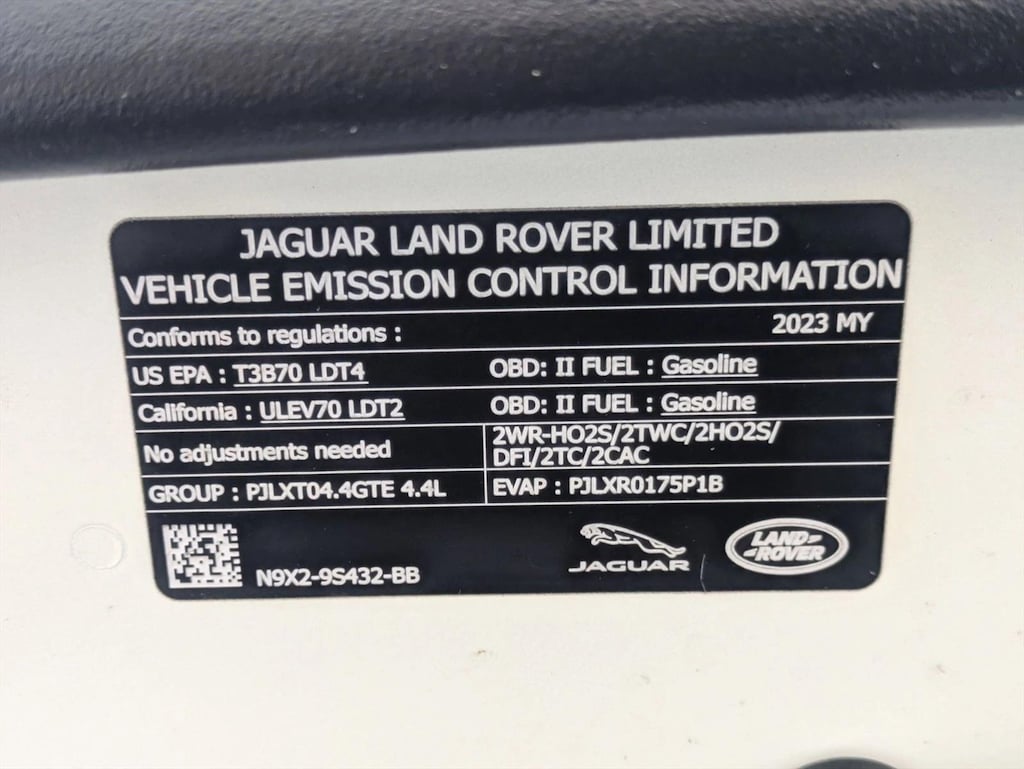 JAGUAR LAND ROVER LIMITED
VEHICLE EMISSION CONTROL INFORMATION
Conforms to regulations : 2023 MY
US EPA : T3B70 LDT4 OBD: II FUEL : Gasoline
California : ULEV70 LDT2 OBD: II FUEL : Gasoline
No adjustments needed
2WR-HO2S/2TWC/2HO2S/
DFI/2TC/2CAC
GROUP : PJLXT04.4GTE 4.4L EVAP : PJLXR0175P1B
N9X2-9S432-BB
JAGUAR
LAND-
-ROVER